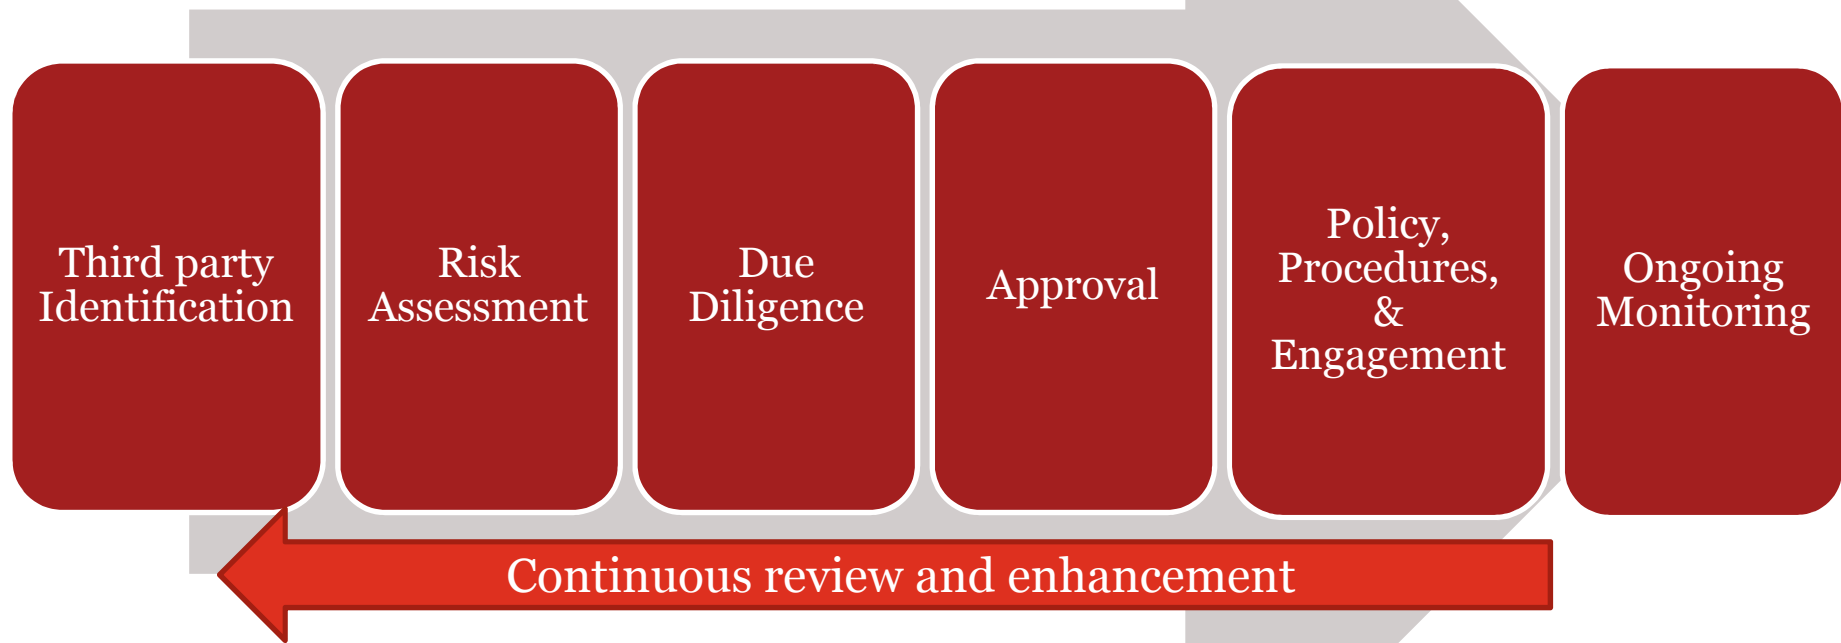 Third party
Identification
Risk
Assessment
Due
Diligence
Approval
Policy,
Procedures,
&
Engagement
Ongoing
Monitoring
Continuous review and enhancement